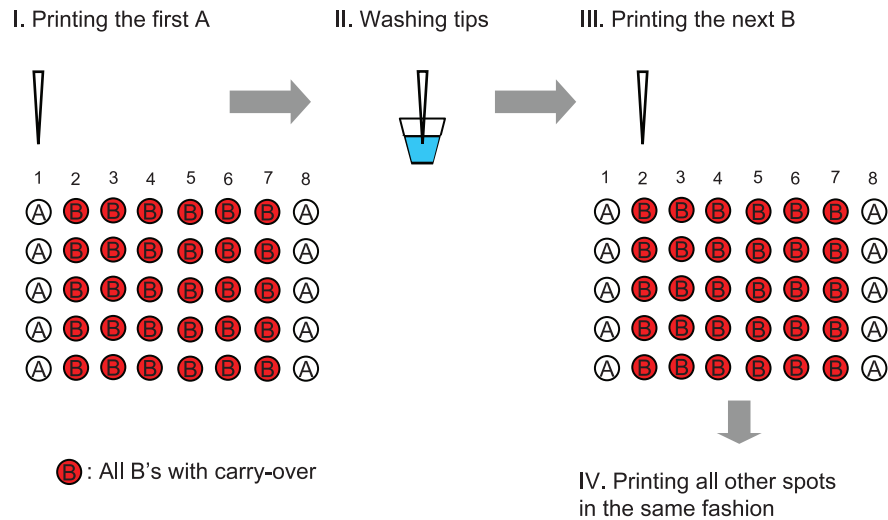 I. Printing the first A
II. Washing tips
III. Printing the next B
1 2 3 4 5 6 7 8
A B B B B B B A
A B B B B B B A
A B B B B B B A
A B B B B B B A
A B B B B B B A
1 2 3 4 5 6 7 8
A B B B B B B A
A B B B B B B A
A B B B B B B A
A B B B B B B A
A B B B B B B A
B : All B's with carry-over
IV. Printing all other spots
in the same fashion